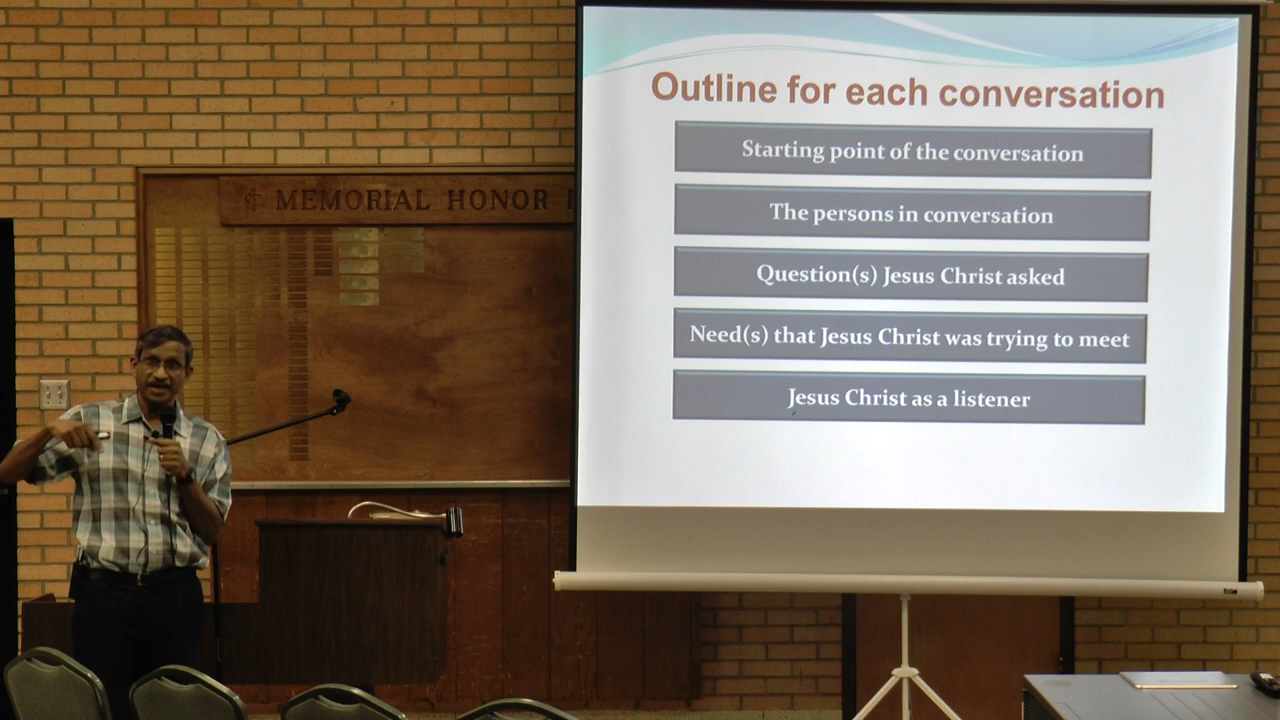 Outline for each conversation
Starting point of the conversation
The persons in conversation
Question(s) Jesus Christ asked
Need(s) that Jesus Christ was trying to meet
Jesus Christ as a listener
MEMORIAL HONOR